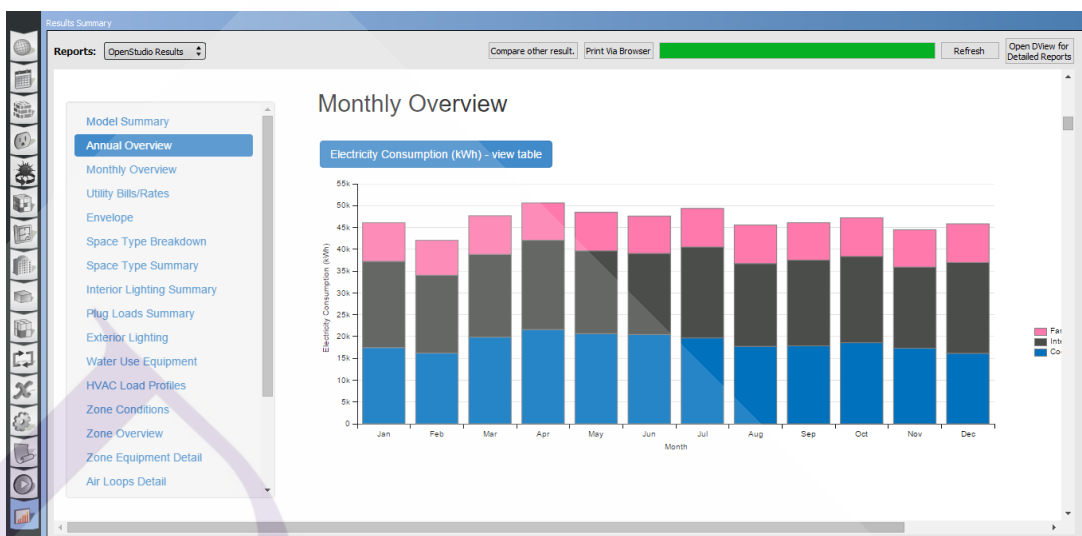 Results Summary
Reports: OpenStudio Results
Compare other result. Print Via Browser Refresh Open DView for
Detailed Reports
Model Summary
Annual Overview
Monthly Overview
Utility Bills/Rates
Envelope
Space Type Breakdown
Space Type Summary
Interior Lighting Summary
Plug Loads Summary
Exterior Lighting
Water Use Equipment
HVAC Load Profiles
Zone Conditions
Zone Overview
Zone Equipment Detail
Air Loops Detail
Monthly Overview
Electricity Consumption (kWh) - view table
Electricity Consumption (kWh)
55k
50k
45k
40k
35k
30k
25k
20k
15k
10k
5k
0
Jan Feb Mar Apr May Jun Jul Aug Sep Oct Nov Dec
Month
Fa
Inte
Co